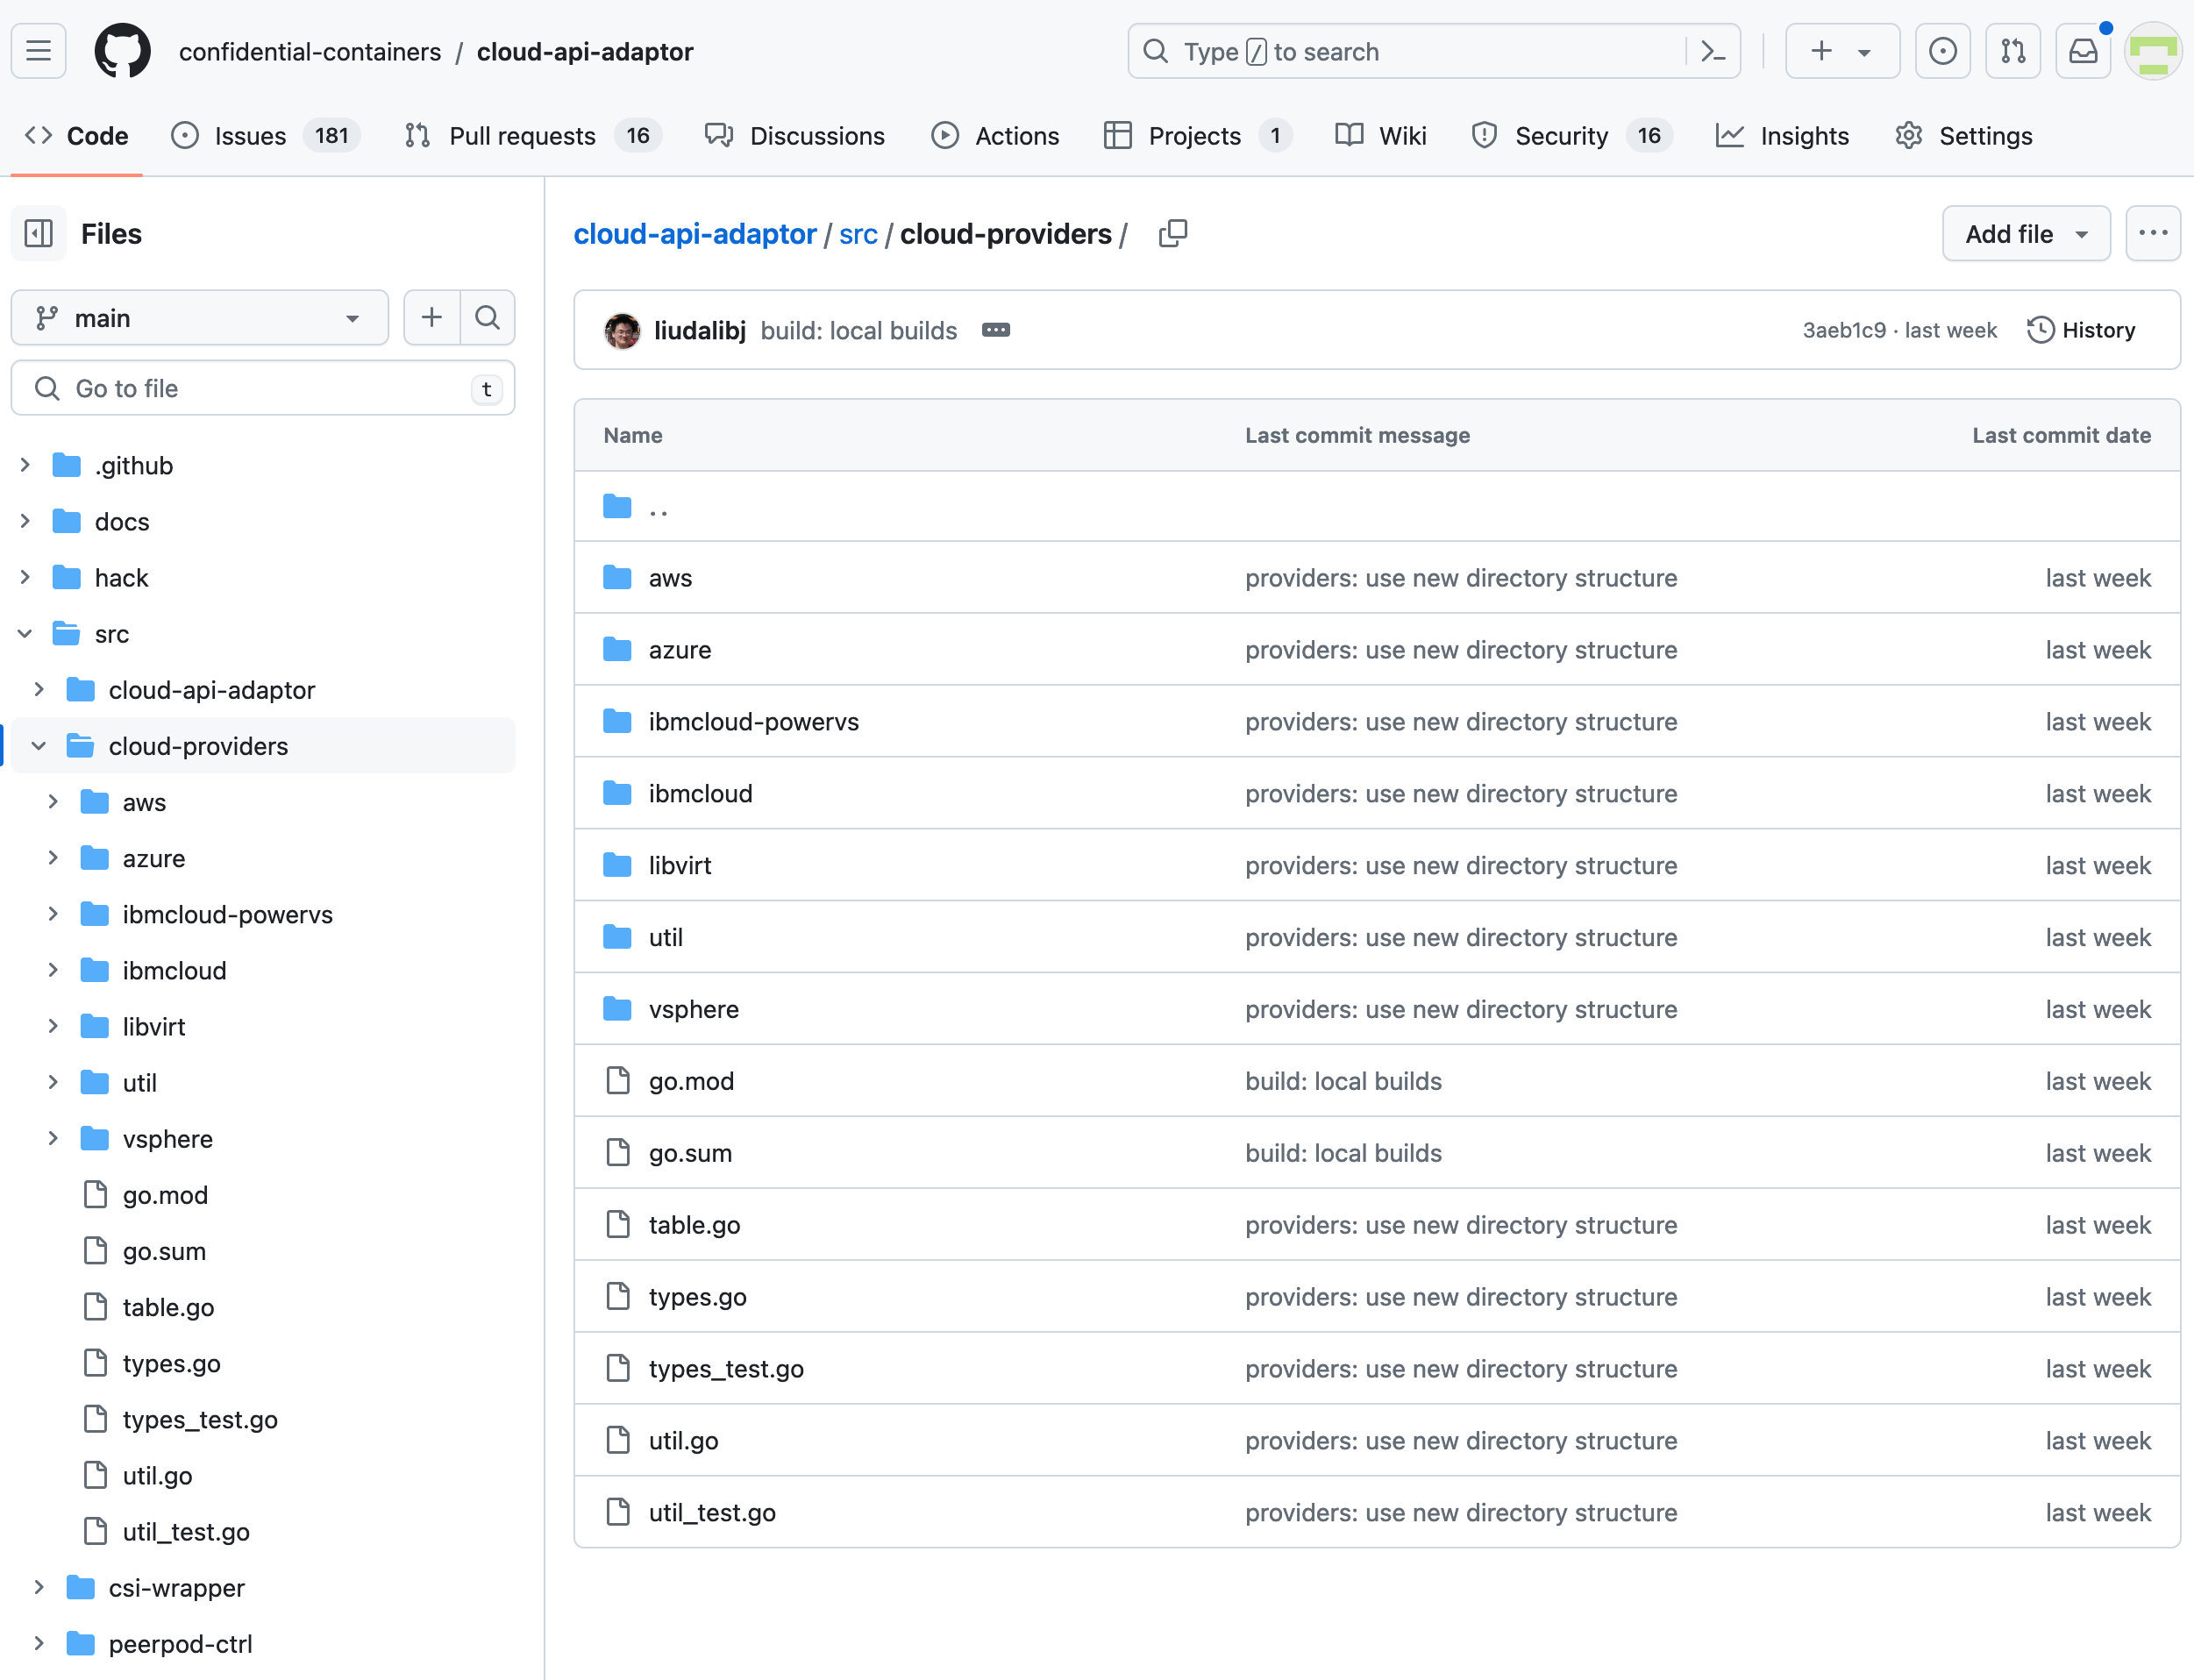 confidential-containers / cloud-api-adaptor
Type / to search
Code
Issues 181
Pull requests 16
Discussions
Actions
Projects 1
Wiki
Security 16
Insights
Settings
Files
main
Go to file t
.github
docs
hack
src
cloud-api-adaptor
cloud-providers
aws
azure
ibmcloud-powervs
ibmcloud
libvirt
util
vsphere
go.mod
go.sum
table.go
types.go
types_test.go
util.go
util_test.go
csi-wrapper
peerpod-ctrl
cloud-api-adaptor / src / cloud-providers /
Add file
liudalibj build: local builds
3aeb1c9 · last week
History
Name Last commit message Last commit date
..
aws providers: use new directory structure last week
azure providers: use new directory structure last week
ibmcloud-powervs providers: use new directory structure last week
ibmcloud providers: use new directory structure last week
libvirt providers: use new directory structure last week
util providers: use new directory structure last week
vsphere providers: use new directory structure last week
go.mod build: local builds last week
go.sum build: local builds last week
table.go providers: use new directory structure last week
types.go providers: use new directory structure last week
types_test.go providers: use new directory structure last week
util.go providers: use new directory structure last week
util_test.go providers: use new directory structure last week